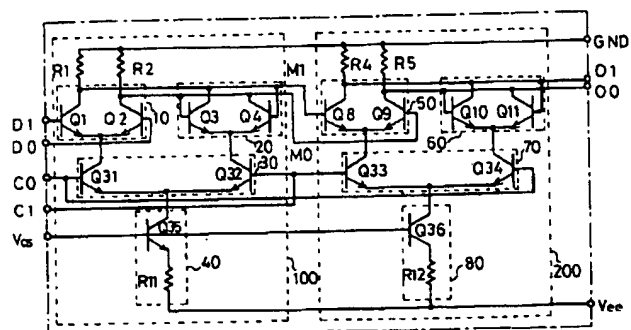 GND
R1 R2 R4 R5
M1 O1
O0
D1 Q1 Q2 10 Q3 Q4 Q8 Q9 50 Q10 Q11
D0 20 60
M0
C0 Q31 Q32 30 Q33 Q34 70
C1
Vcs Q35 Q36
R11 40 100 R12 80 200
Vee